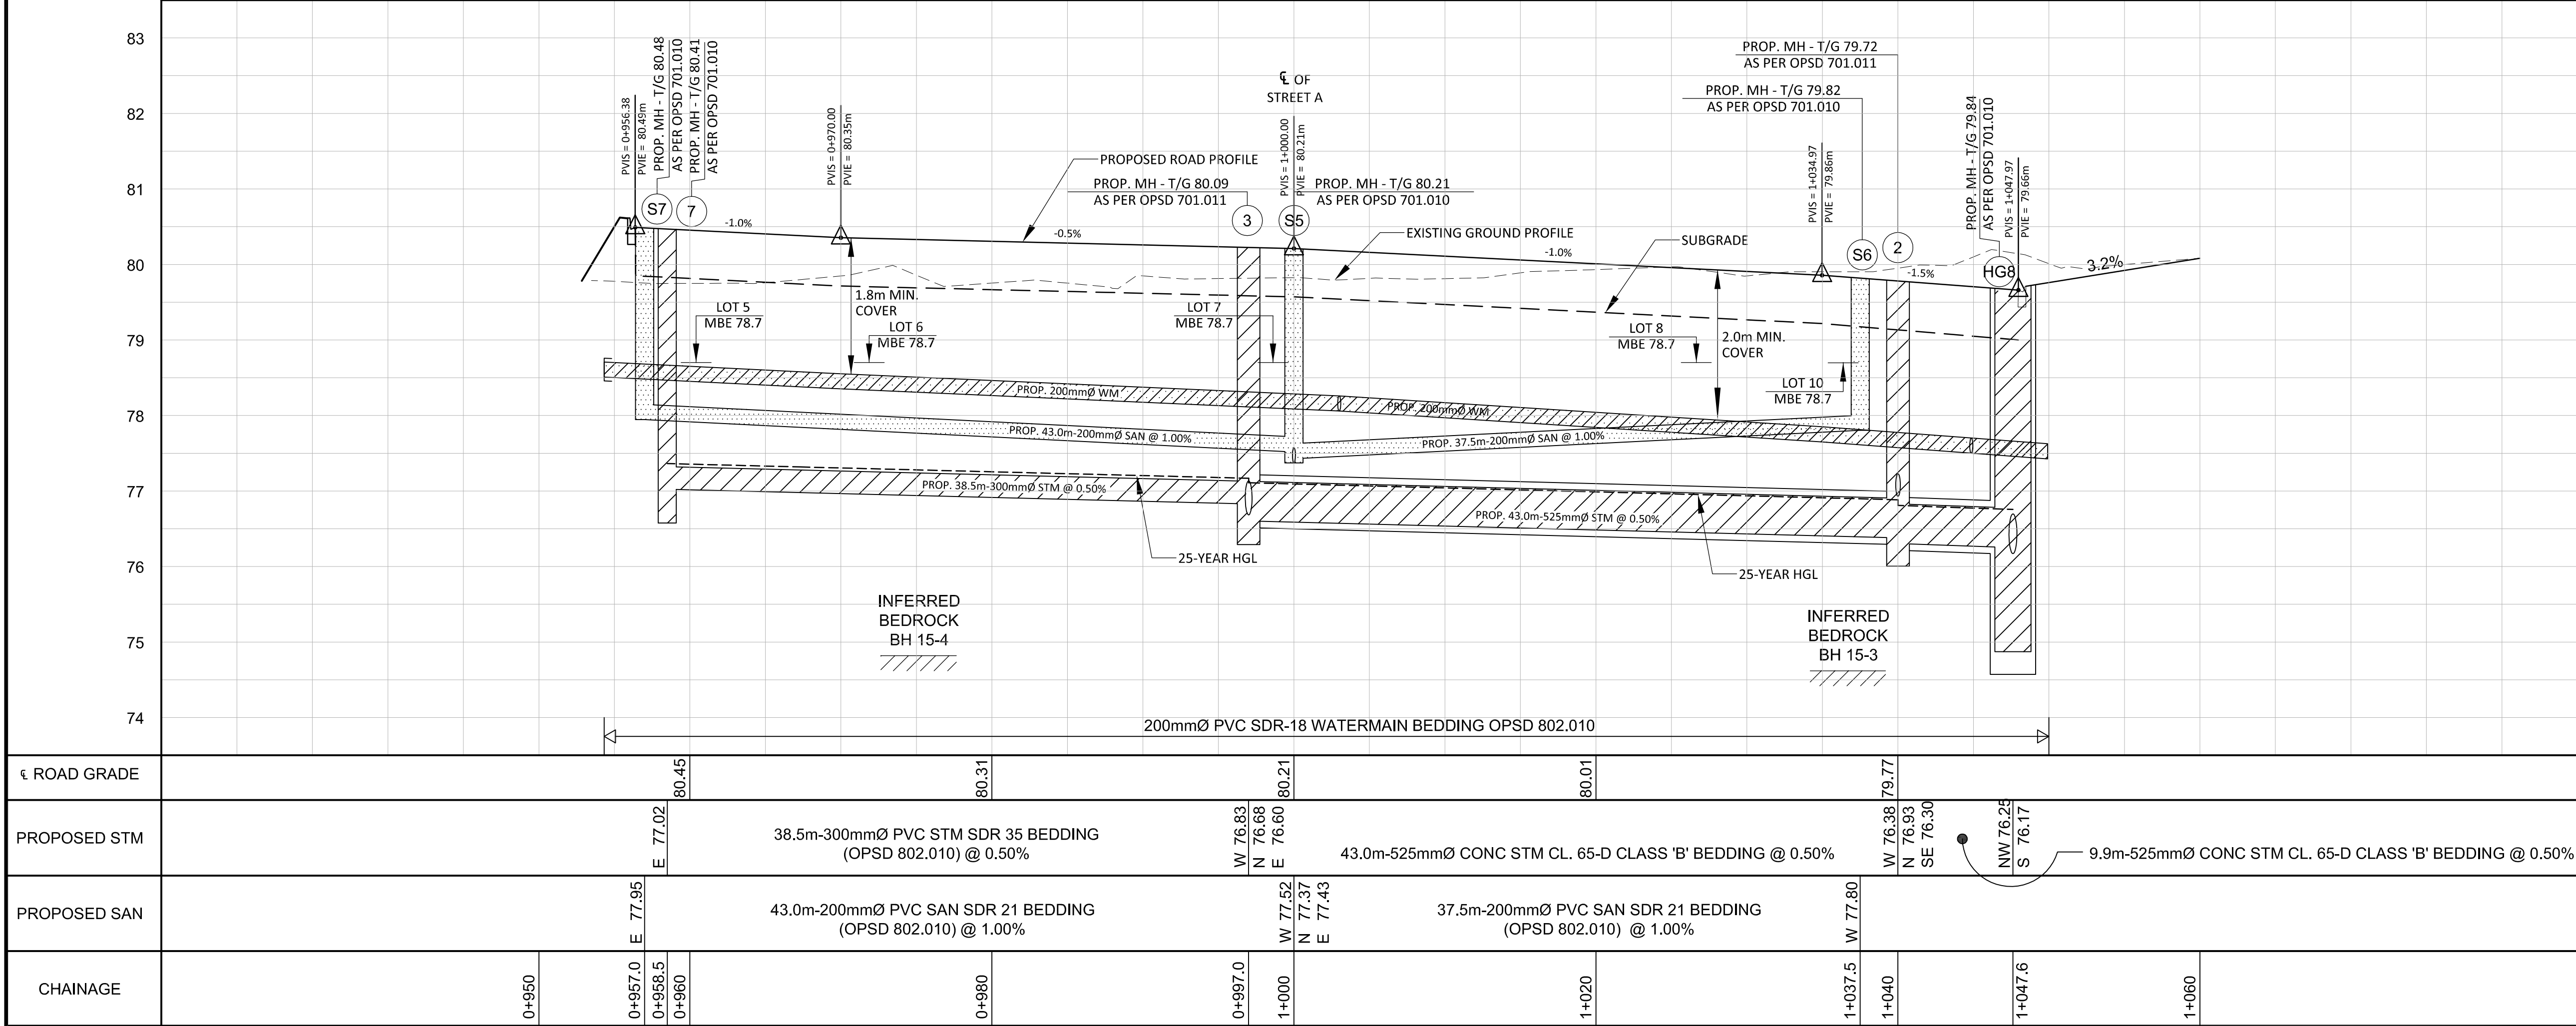 83
82
81
80
79
78
77
76
75
74
PVIS = 0+956.38
PVIE = 80.49m
PROP. MH - T/G 80.48
AS PER OPSD 701.010
PROP. MH - T/G 80.41
AS PER OPSD 701.010
S7
7
-1.0%
PVIS = 0+970.00
PVIE = 80.35m
PROPOSED ROAD PROFILE
-0.5%
PROP. MH - T/G 80.09
AS PER OPSD 701.011
3
℄ OF
STREET A
PVIS = 1+000.00
PVIE = 80.21m
S5
PROP. MH - T/G 80.21
AS PER OPSD 701.010
EXISTING GROUND PROFILE
-1.0%
SUBGRADE
PROP. MH - T/G 79.72
AS PER OPSD 701.011
PROP. MH - T/G 79.82
AS PER OPSD 701.010
PVIS = 1+034.97
PVIE = 79.86m
S6
2
-1.5%
PROP. MH - T/G 79.84
AS PER OPSD 701.010
PVIS = 1+047.97
PVIE = 79.66m
HG8
3.2%
LOT 5
MBE 78.7
1.8m MIN.
COVER
LOT 6
MBE 78.7
LOT 7
MBE 78.7
LOT 8
MBE 78.7
2.0m MIN.
COVER
LOT 10
MBE 78.7
PROP. 200mmØ WM
PROP. 200mmØ WM
PROP. 43.0m-200mmØ SAN @ 1.00%
PROP. 37.5m-200mmØ SAN @ 1.00%
PROP. 38.5m-300mmØ STM @ 0.50%
PROP. 43.0m-525mmØ STM @ 0.50%
25-YEAR HGL
25-YEAR HGL
INFERRED
BEDROCK
BH 15-4
INFERRED
BEDROCK
BH 15-3
200mmØ PVC SDR-18 WATERMAIN BEDDING OPSD 802.010
℄ ROAD GRADE
80.45
80.31
80.21
80.01
79.77
PROPOSED STM
E 77.02
38.5m-300mmØ PVC STM SDR 35 BEDDING
(OPSD 802.010) @ 0.50%
W 76.83
N 76.68
E 76.60
43.0m-525mmØ CONC STM CL. 65-D CLASS 'B' BEDDING @ 0.50%
W 76.38
N 76.93
SE 76.30
NW 76.25
S 76.17
9.9m-525mmØ CONC STM CL. 65-D CLASS 'B' BEDDING @ 0.50%
PROPOSED SAN
E 77.95
43.0m-200mmØ PVC SAN SDR 21 BEDDING
(OPSD 802.010) @ 1.00%
W 77.52
N 77.37
E 77.43
37.5m-200mmØ PVC SAN SDR 21 BEDDING
(OPSD 802.010) @ 1.00%
W 77.80
CHAINAGE
0+950
0+957.0
0+958.5
0+960
0+980
0+997.0
1+000
1+020
1+037.5
1+040
1+047.6
1+060